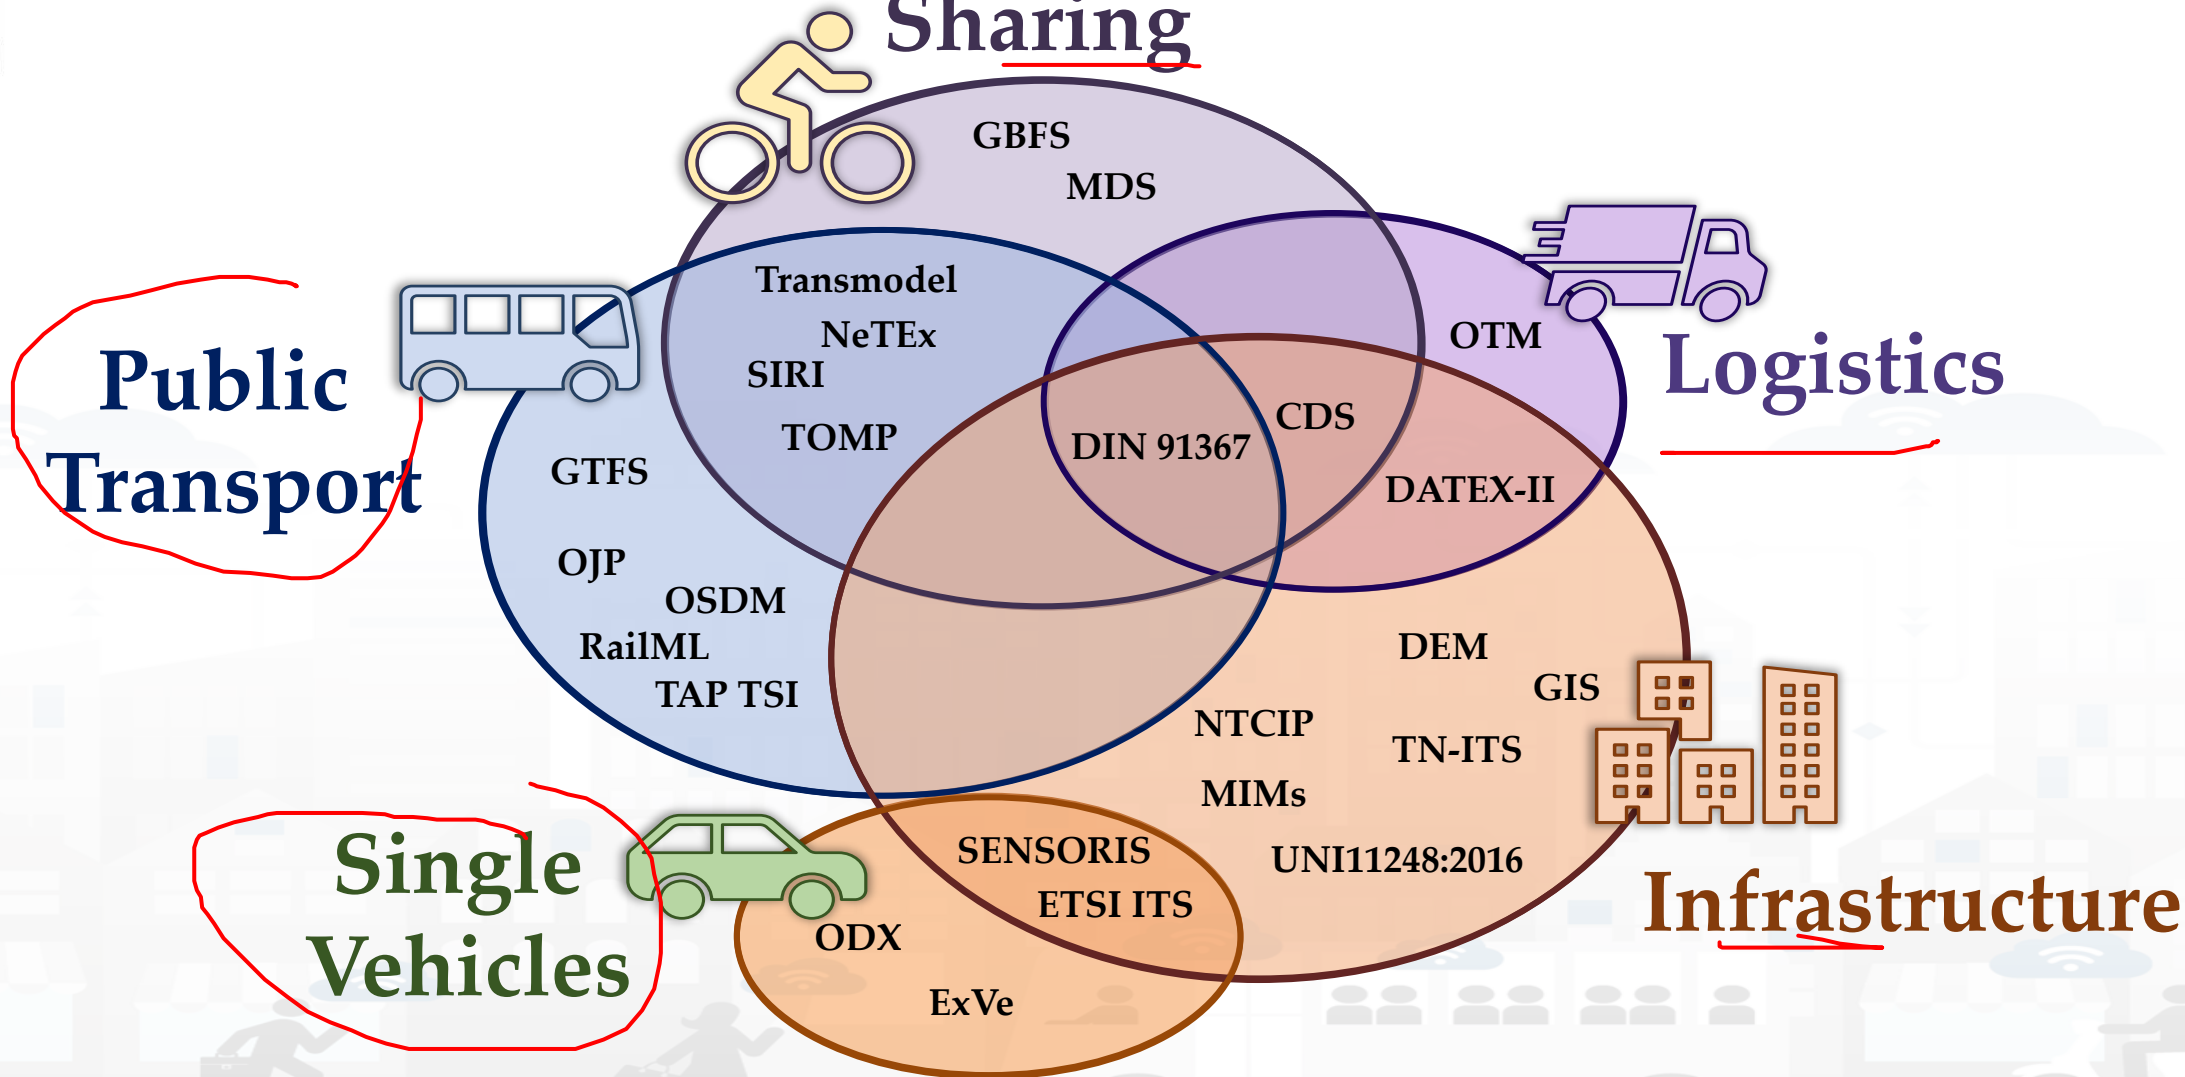 Sharing
GBFS
MDS
Transmodel
NeTEx
SIRI
TOMP
OTM
Logistics
Public
Transport
GTFS
CDS
DIN 91367
DATEX-II
OJP
OSDM
RailML
TAP TSI
DEM
GIS
NTCIP
TN-ITS
MIMs
UNI11248:2016
Infrastructure
Single
Vehicles
SENSORIS
ETSI ITS
ODX
ExVe